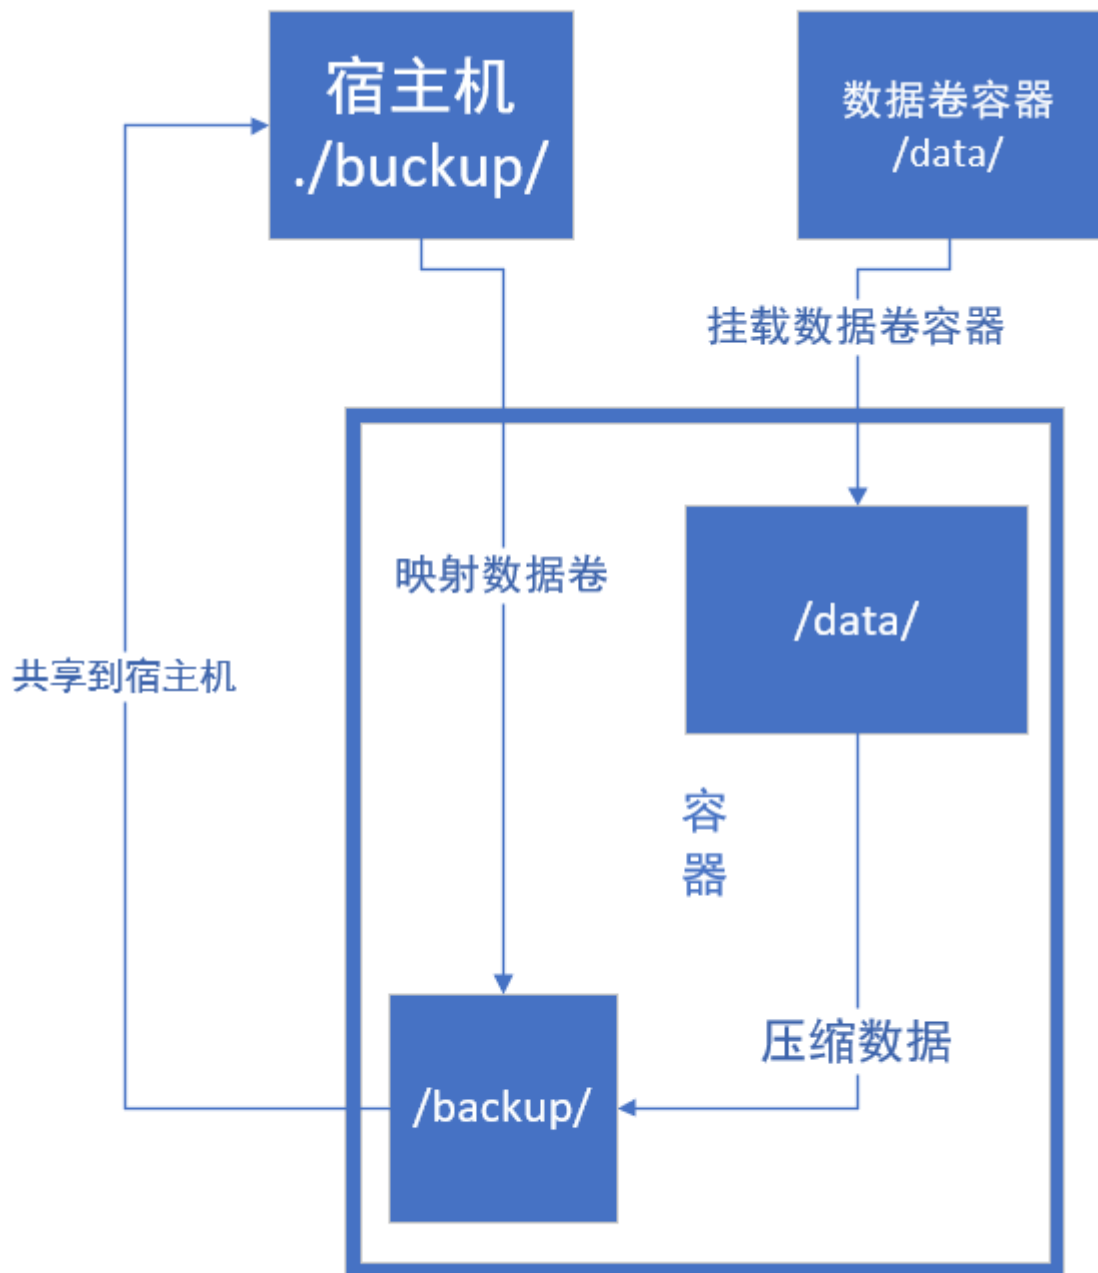 宿主机
./buckup/
数据卷容器
/data/
挂载数据卷容器
映射数据卷
/data/
共享到宿主机
容
器
压缩数据
/backup/